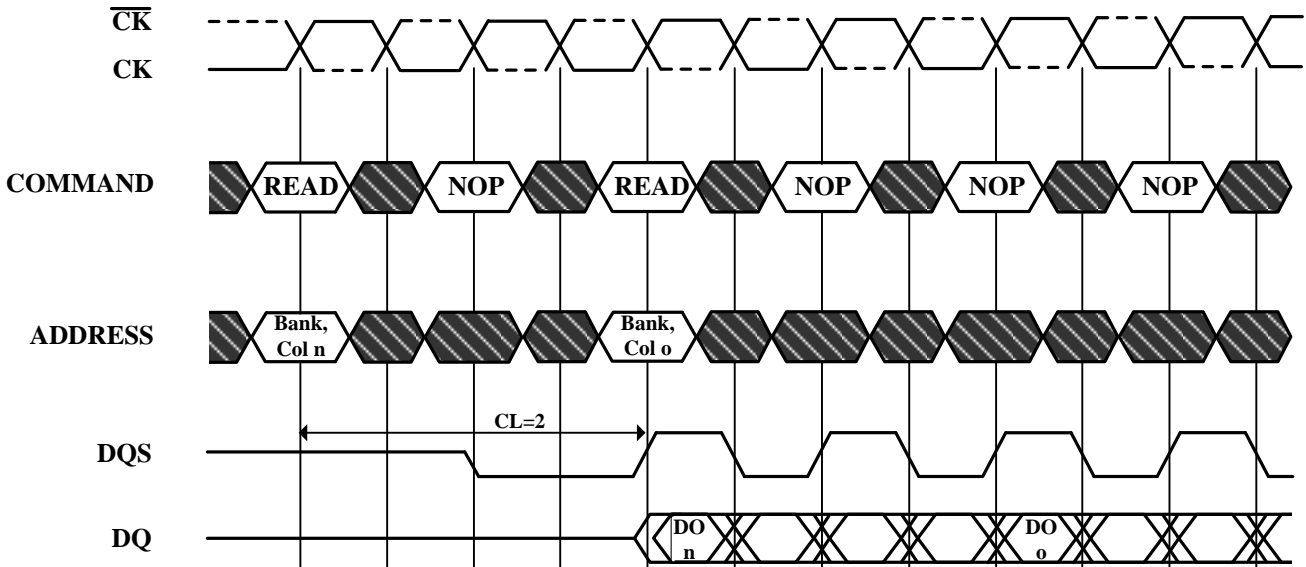 CK
CK
COMMAND
READ NOP READ NOP NOP NOP
ADDRESS
Bank,
Col n
Bank,
Col o
CL=2
DQS
DQ
DO
n
DO
o